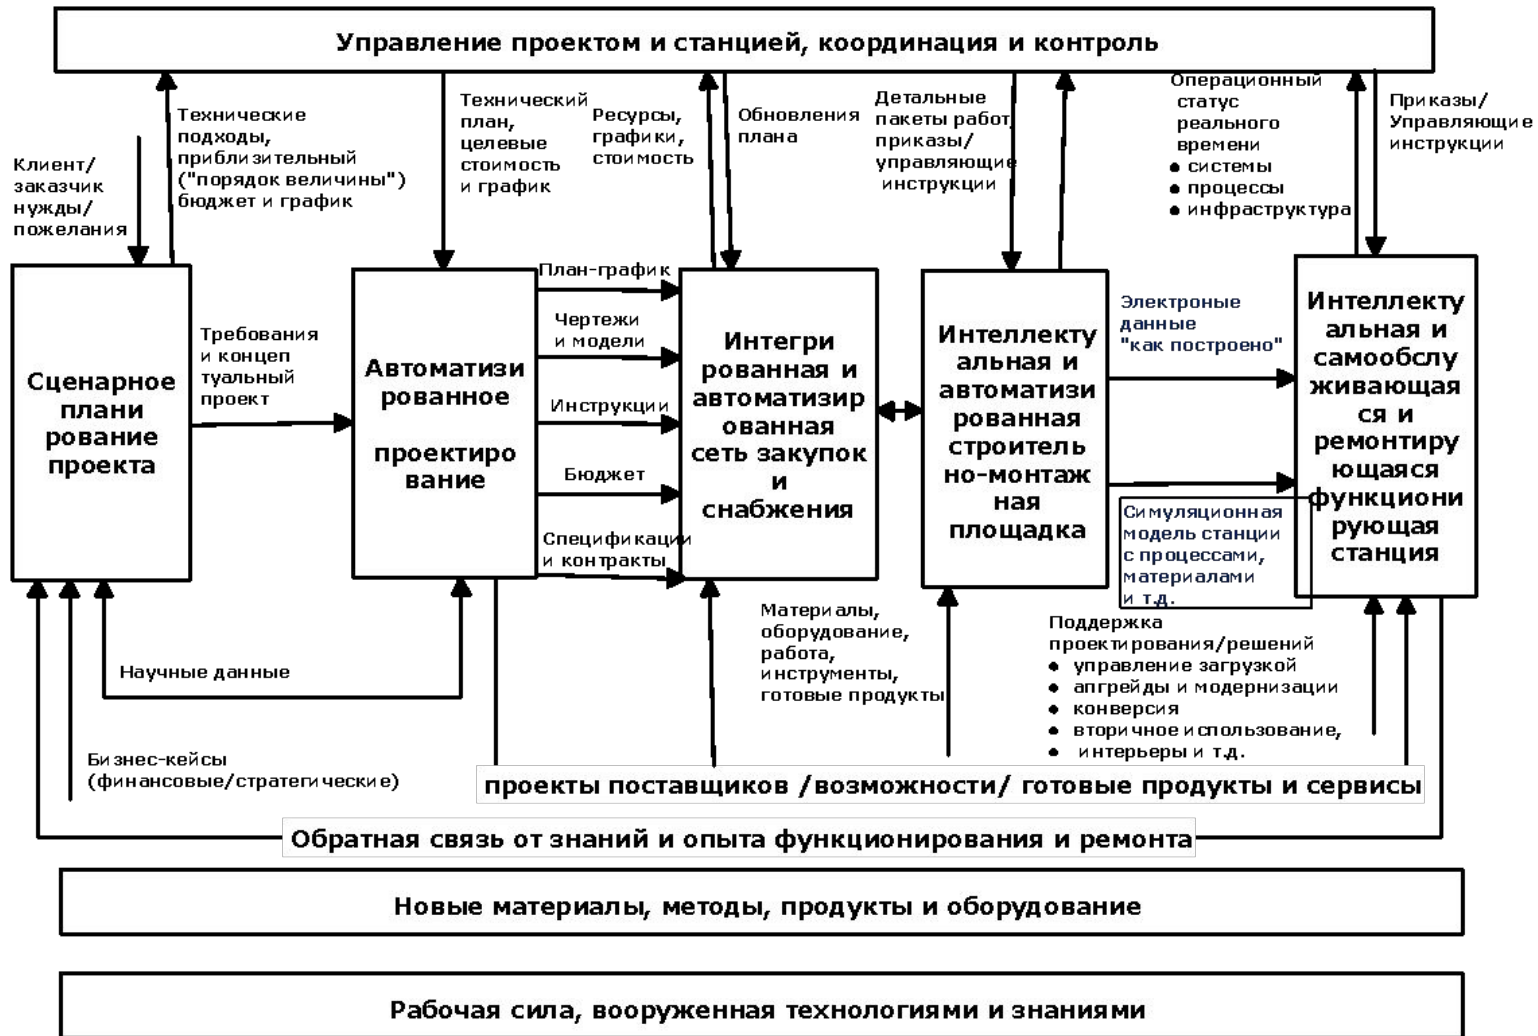 Управление проектом и станцией, координация и контроль
Клиент/
заказчик
нужды/
пожелания
Технические
подходы,
приблизительный
("порядок величины")
бюджет и график
Технический
план,
целевые
стоимость
и график
Ресурсы,
графики,
стоимость
Обновления
плана
Детальные
пакеты работ,
приказы/
управляющие
инструкции
Операционный
статус
реального
времени
● системы
● процессы
● инфраструктура
Приказы/
Управляющие
инструкции
Сценарное
плани
рование
проекта
Требования
и концеп
туальный
проект
Автоматизи
рованное
проектиро
вание
План-график
Чертежи
и модели
Инструкции
Бюджет
Спецификации
и контракты
Интегри
рованная и
автоматизир
ованная
сеть закупок
и
снабжения
Интеллекту
альная и
автоматизи
рованная
строитель
но-монтаж
ная
площадка
Электроные
данные
"как построено"
Симуляционная
модель станции
с процессами,
материалами
и т.д.
Интеллекту
альная и
самообслу
живающа
ся и
ремонтиру
ющаяся
функциони
рующая
станция
Научные данные
Бизнес-кейсы
(финансовые/стратегические)
Материалы,
оборудование,
работа,
инструменты,
готовые продукты
Поддержка
проектирования/решений
● управление загрузкой
● апгрейды и модернизации
● конверсия
● вторичное использование,
● интерьеры и т.д.
проекты поставщиков /возможности/ готовые продукты и сервисы
Обратная связь от знаний и опыта функционирования и ремонта
Новые материалы, методы, продукты и оборудование
Рабочая сила, вооруженная технологиями и знаниями